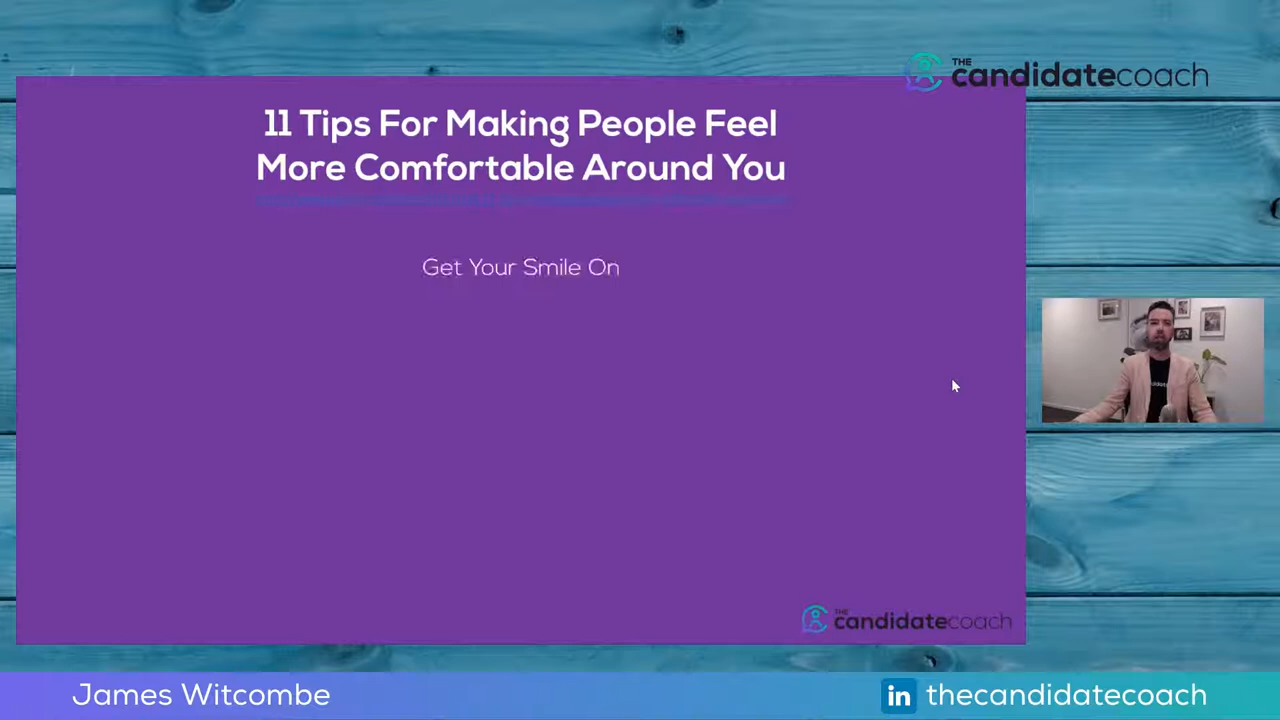 THE
candidatecoach
11 Tips For Making People Feel
More Comfortable Around You
Get Your Smile On
THE
candidatecoach
James Witcombe
in thecandidatecoach